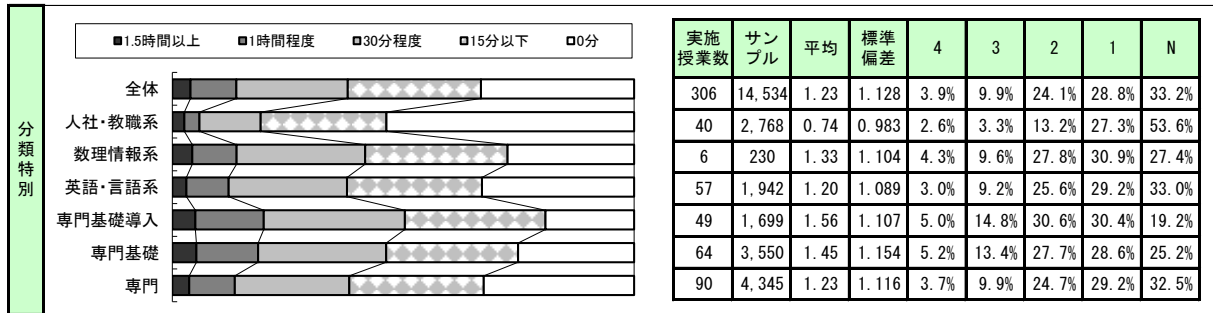 分類特別
■1.5時間以上 ■1時間程度 □30分程度 □15分以下 □0分
全体
人社・教職系
数理情報系
英語・言語系
専門基礎導入
専門基礎
専門
実施授業数 サンプル 平均 標準偏差 4 3 2 1 N
306 14,534 1.23 1.128 3.9% 9.9% 24.1% 28.8% 33.2%
40 2,768 0.74 0.983 2.6% 3.3% 13.2% 27.3% 53.6%
6 230 1.33 1.104 4.3% 9.6% 27.8% 30.9% 27.4%
57 1,942 1.20 1.089 3.0% 9.2% 25.6% 29.2% 33.0%
49 1,699 1.56 1.107 5.0% 14.8% 30.6% 30.4% 19.2%
64 3,550 1.45 1.154 5.2% 13.4% 27.7% 28.6% 25.2%
90 4,345 1.23 1.116 3.7% 9.9% 24.7% 29.2% 32.5%